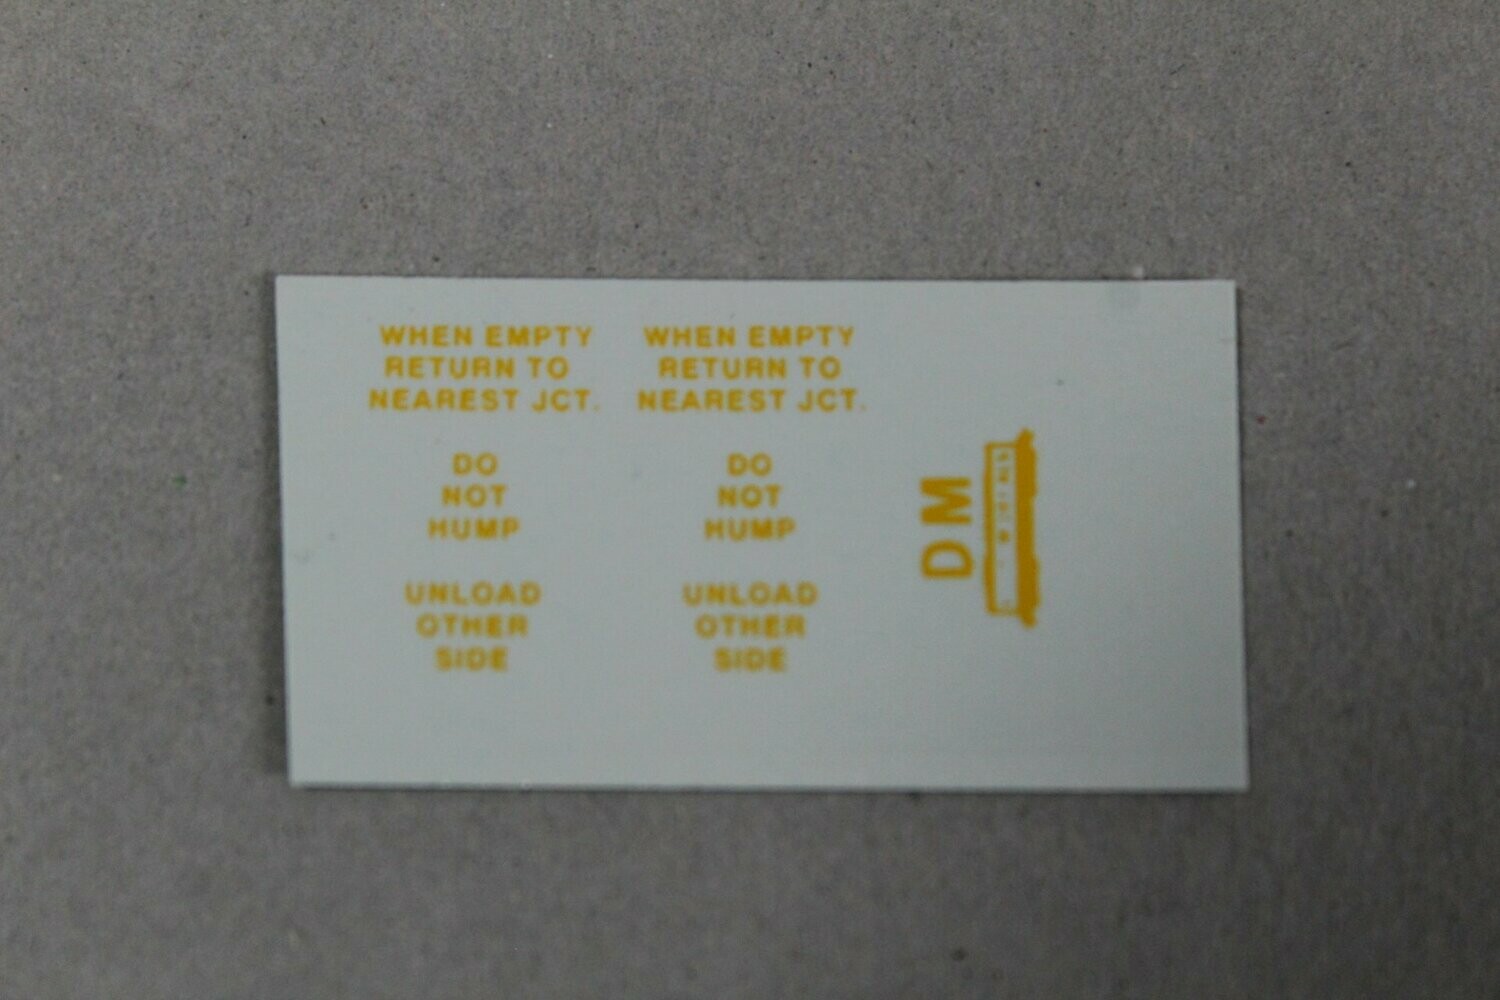 WHEN EMPTY
RETURN TO
NEAREST JCT.
DO
NOT
HUMP
UNLOAD
OTHER
SIDE
WHEN EMPTY
RETURN TO
NEAREST JCT.
DO
NOT
HUMP
UNLOAD
OTHER
SIDE
DM